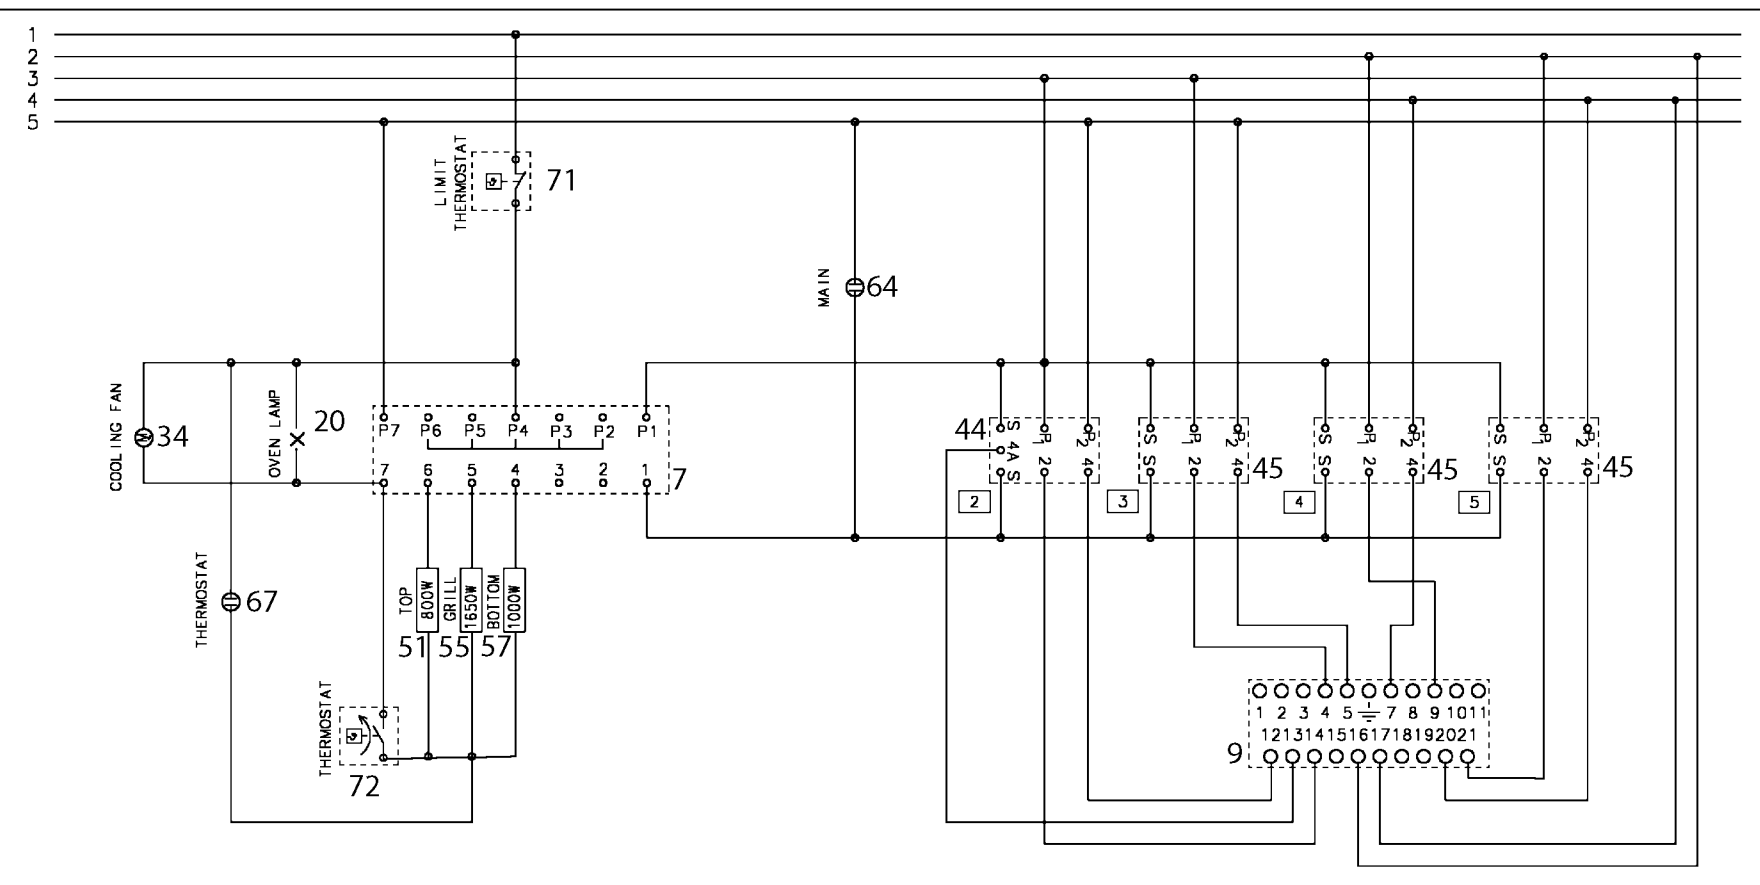 1
2
3
4
5
LIMIT
THERMOSTAT
71
MAIN
64
COOLING FAN
34
OVEN LAMP
20
P7 P6 P5 P4 P3 P2 P1
7 6 5 4 3 2 1
7
44
S P1 P2
4A
S 2 4
S P1 P2
S 2 4
45
S P1 P2
S 2 4
45
S P1 P2
S 2 4
45
2
3
4
5
THERMOSTAT
67
TOP
800W
51
GRILL
1650W
55
BOTTOM
1000W
57
THERMOSTAT
72
1 2 3 4 5 7 8 9 10 11
12 13 14 15 16 17 18 19 20 21
9